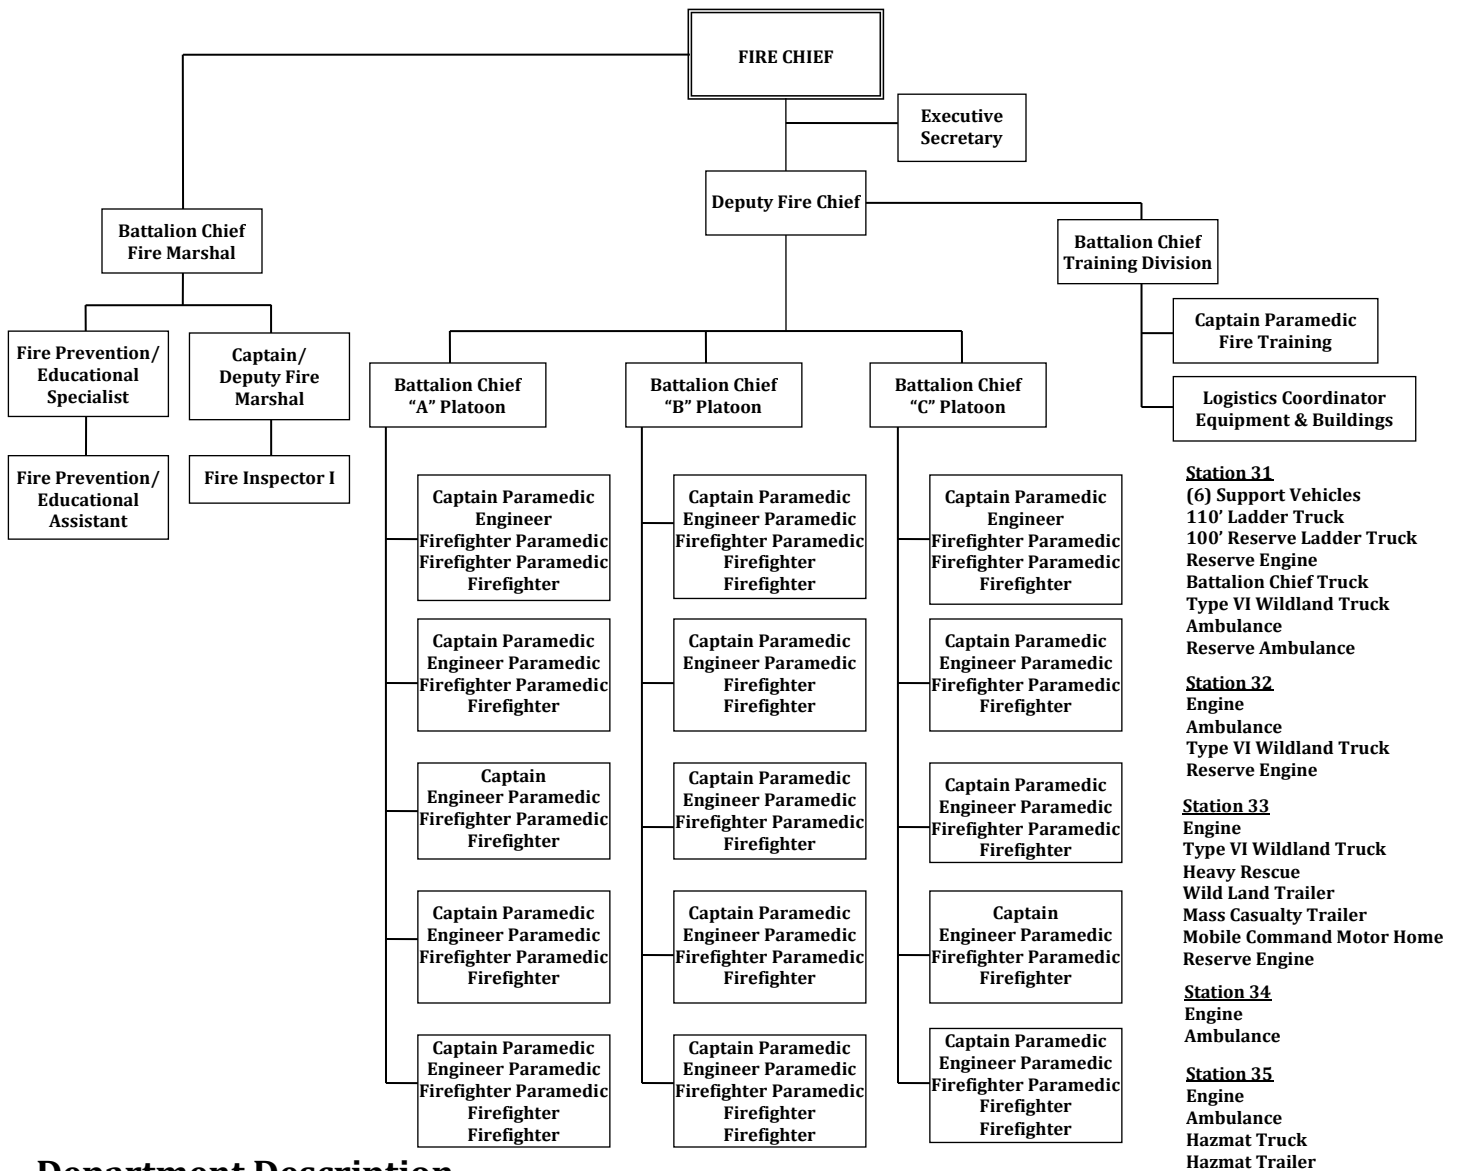 FIRE CHIEF
Executive
Secretary
Deputy Fire Chief
Battalion Chief
Fire Marshal
Battalion Chief
Training Division
Fire Prevention/
Educational
Specialist
Captain/
Deputy Fire
Marshal
Captain Paramedic
Fire Training
Logistics Coordinator
Equipment & Buildings
Battalion Chief
“A” Platoon
Battalion Chief
“B” Platoon
Battalion Chief
“C” Platoon
Fire Prevention/
Educational
Assistant
Fire Inspector I
Captain Paramedic
Engineer
Firefighter Paramedic
Firefighter Paramedic
Firefighter
Captain Paramedic
Engineer Paramedic
Firefighter Paramedic
Firefighter
Captain
Engineer Paramedic
Firefighter Paramedic
Firefighter
Captain Paramedic
Engineer Paramedic
Firefighter Paramedic
Firefighter
Captain Paramedic
Engineer Paramedic
Firefighter Paramedic
Firefighter
Firefighter
Captain Paramedic
Engineer Paramedic
Firefighter Paramedic
Firefighter
Firefighter
Captain Paramedic
Engineer Paramedic
Firefighter
Firefighter
Captain Paramedic
Engineer Paramedic
Firefighter Paramedic
Firefighter
Captain Paramedic
Engineer Paramedic
Firefighter Paramedic
Firefighter
Captain Paramedic
Engineer Paramedic
Firefighter Paramedic
Firefighter
Firefighter
Captain Paramedic
Engineer
Firefighter Paramedic
Firefighter Paramedic
Firefighter
Captain Paramedic
Engineer Paramedic
Firefighter Paramedic
Firefighter
Captain Paramedic
Engineer Paramedic
Firefighter Paramedic
Firefighter
Captain
Engineer Paramedic
Firefighter Paramedic
Firefighter
Captain Paramedic
Engineer Paramedic
Firefighter Paramedic
Firefighter
Firefighter
Station 31
(6) Support Vehicles
110’ Ladder Truck
100’ Reserve Ladder Truck
Reserve Engine
Battalion Chief Truck
Type VI Wildland Truck
Ambulance
Reserve Ambulance
Station 32
Engine
Ambulance
Type VI Wildland Truck
Reserve Engine
Station 33
Engine
Type VI Wildland Truck
Heavy Rescue
Wild Land Trailer
Mass Casualty Trailer
Mobile Command Motor Home
Reserve Engine
Station 34
Engine
Ambulance
Station 35
Engine
Ambulance
Hazmat Truck
Hazmat Trailer
Department Description